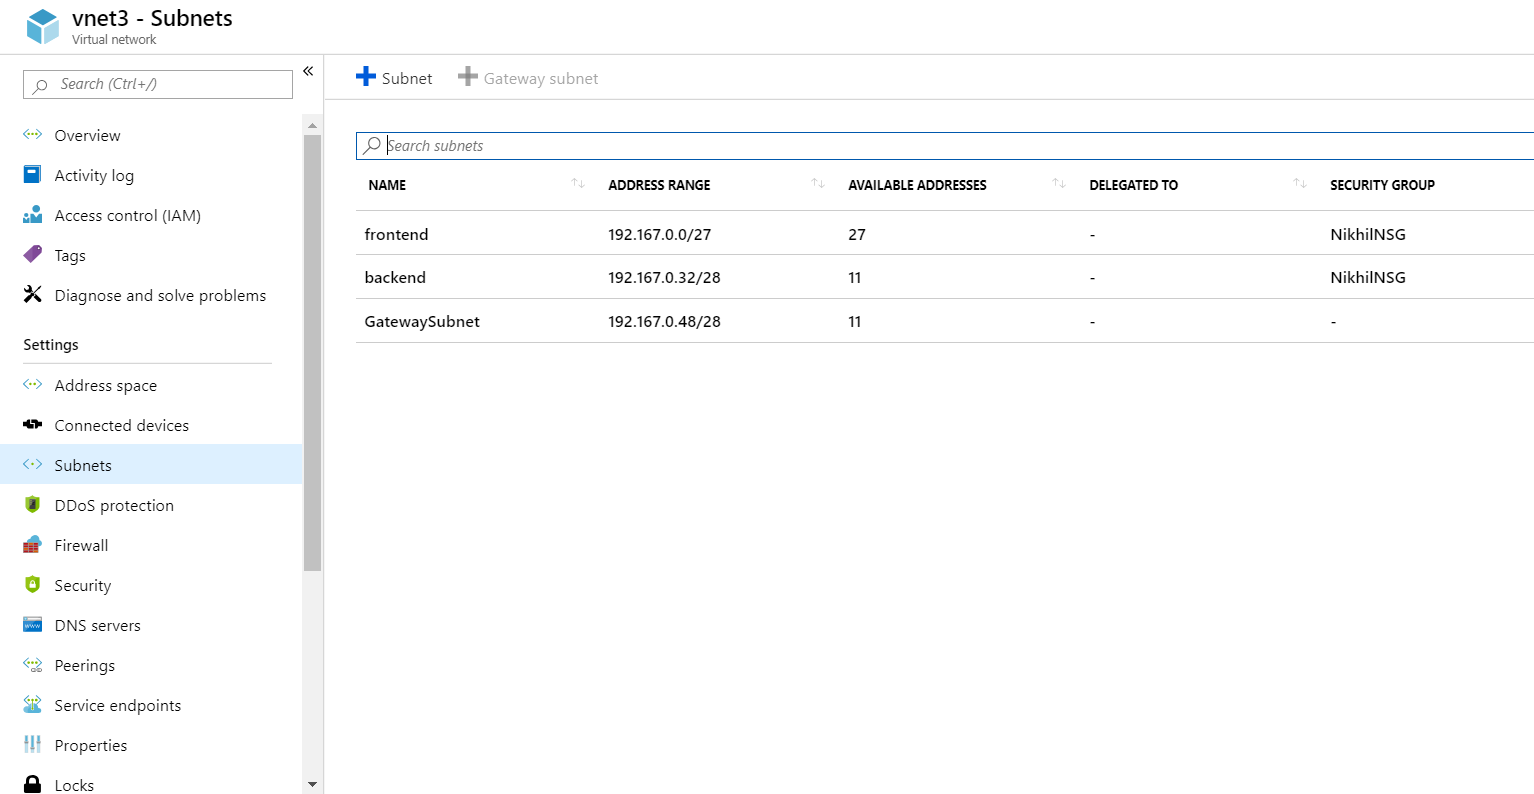 vnet3 - Subnets
Virtual network
Search (Ctrl+/)
«
Overview
Activity log
Access control (IAM)
Tags
Diagnose and solve problems
Settings
Address space
Connected devices
Subnets
DDoS protection
Firewall
Security
DNS servers
Peerings
Service endpoints
Properties
Locks
Subnet Gateway subnet
Search subnets
NAME ADDRESS RANGE AVAILABLE ADDRESSES DELEGATED TO SECURITY GROUP
frontend 192.167.0.0/27 27 - NikhilNSG
backend 192.167.0.32/28 11 - NikhilNSG
GatewaySubnet 192.167.0.48/28 11 - -